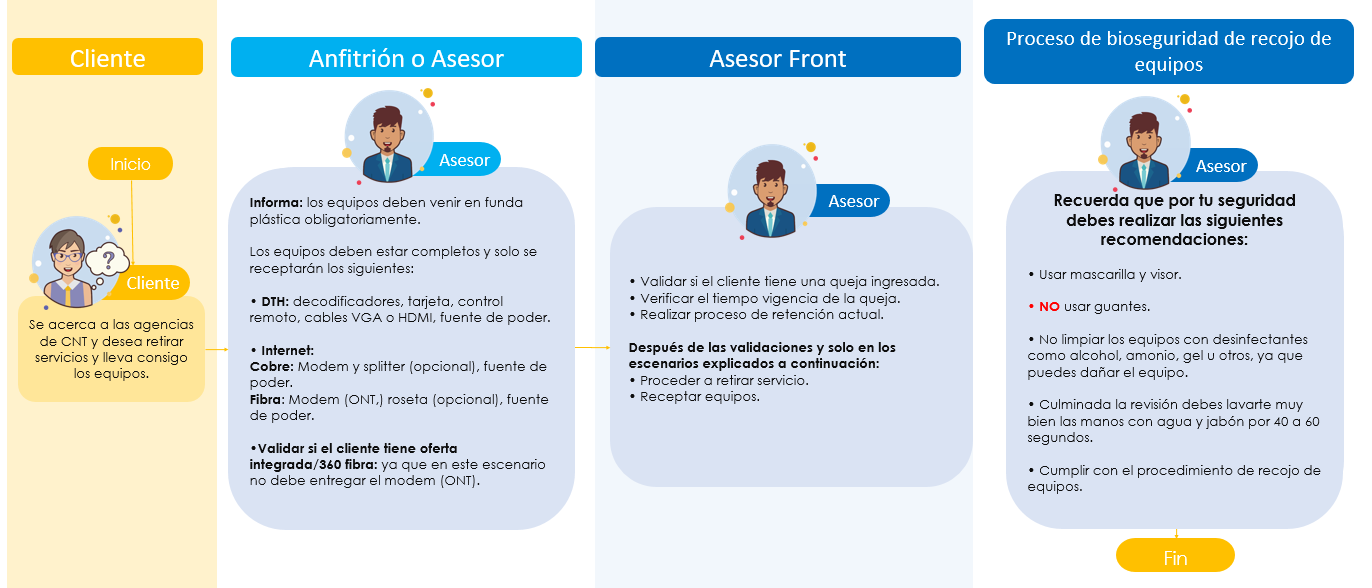 Cliente
Inicio
?
Cliente
Se acerca a las agencias
de CNT y desea retirar
servicios y lleva consigo
los equipos.
Anfitrión o Asesor
Asesor
Informa: los equipos deben venir en funda
plástica obligatoriamente.
Los equipos deben estar completos y solo se
receptarán los siguientes:
• DTH: decodificadores, tarjeta, control
remoto, cables VGA o HDMI, fuente de poder.
• Internet:
Cobre: Modem y splitter (opcional), fuente de
poder.
Fibra: Modem (ONT,) roseta (opcional), fuente
de poder.
•Validar si el cliente tiene oferta
integrada/360 fibra: ya que en este escenario
no debe entregar el modem (ONT).
Asesor Front
Asesor
• Validar si el cliente tiene una queja ingresada.
• Verificar el tiempo vigencia de la queja.
• Realizar proceso de retención actual.
Después de las validaciones y solo en los
escenarios explicados a continuación:
• Proceder a retirar servicio.
• Receptar equipos.
Proceso de bioseguridad de recojo de
equipos
Asesor
Recuerda que por tu seguridad
debes realizar las siguientes
recomendaciones:
• Usar mascarilla y visor.
• NO usar guantes.
• No limpiar los equipos con desinfectantes
como alcohol, amonio, gel u otros, ya que
puedes dañar el equipo.
• Culminada la revisión debes lavarte muy
bien las manos con agua y jabón por 40 a 60
segundos.
• Cumplir con el procedimiento de recojo de
equipos.
Fin